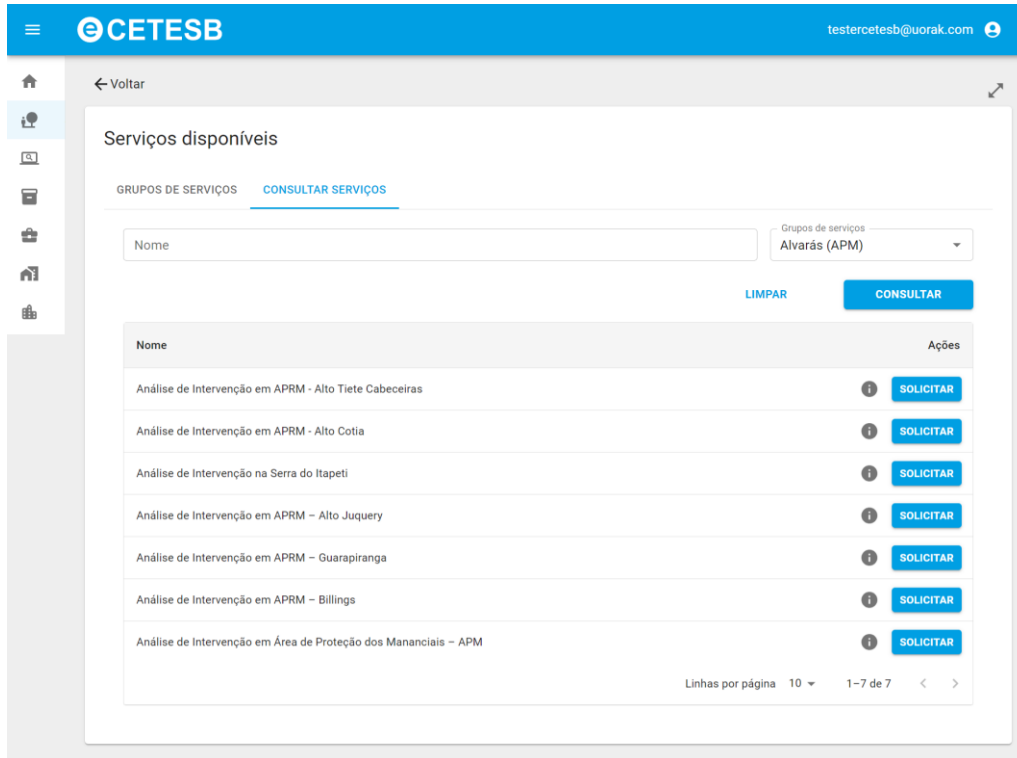 eCETESB
testercetesb@uorak.com
Voltar
Serviços disponíveis
GRUPOS DE SERVIÇOS CONSULTAR SERVIÇOS
Grupos de serviços
Nome Alvarás (APM)
LIMPAR CONSULTAR
Nome Ações
Análise de Intervenção em APRM - Alto Tiete Cabeceiras SOLICITAR
Análise de Intervenção em APRM - Alto Cotia SOLICITAR
Análise de Intervenção na Serra do Itapeti SOLICITAR
Análise de Intervenção em APRM – Alto Juquery SOLICITAR
Análise de Intervenção em APRM – Guarapiranga SOLICITAR
Análise de Intervenção em APRM – Billings SOLICITAR
Análise de Intervenção em Área de Proteção dos Mananciais – APM SOLICITAR
Linhas por página 10 1–7 de 7